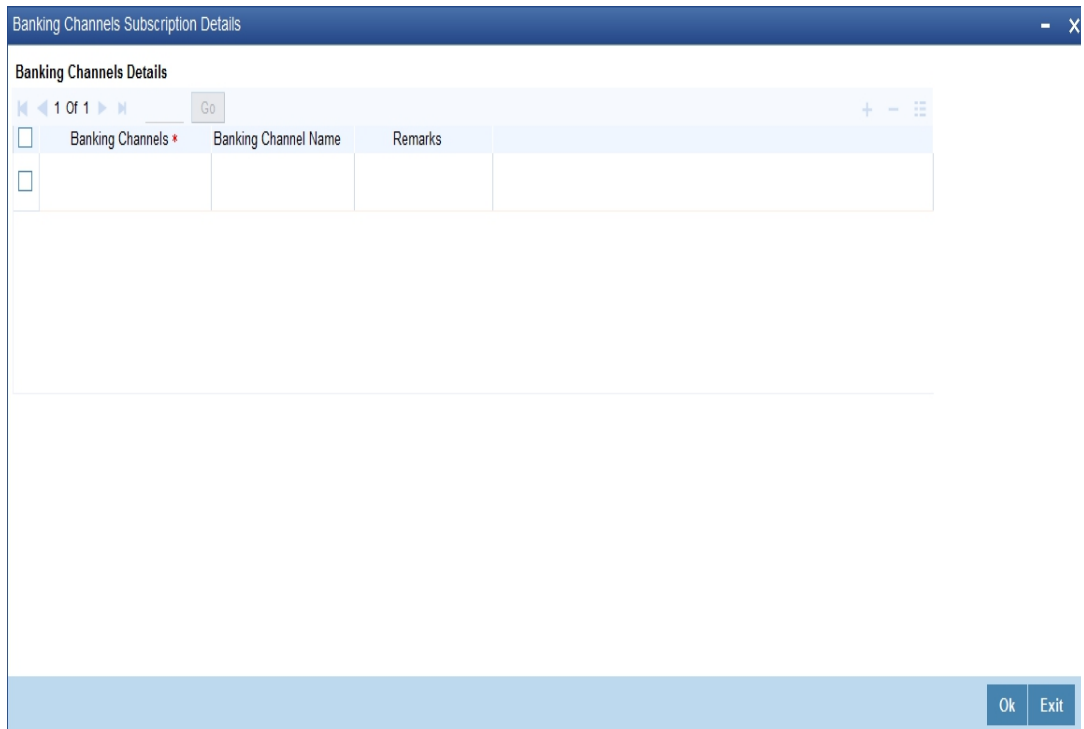 Banking Channels Subscription Details - X
Banking Channels Details
1 Of 1 Go
Banking Channels * Banking Channel Name Remarks
Ok Exit